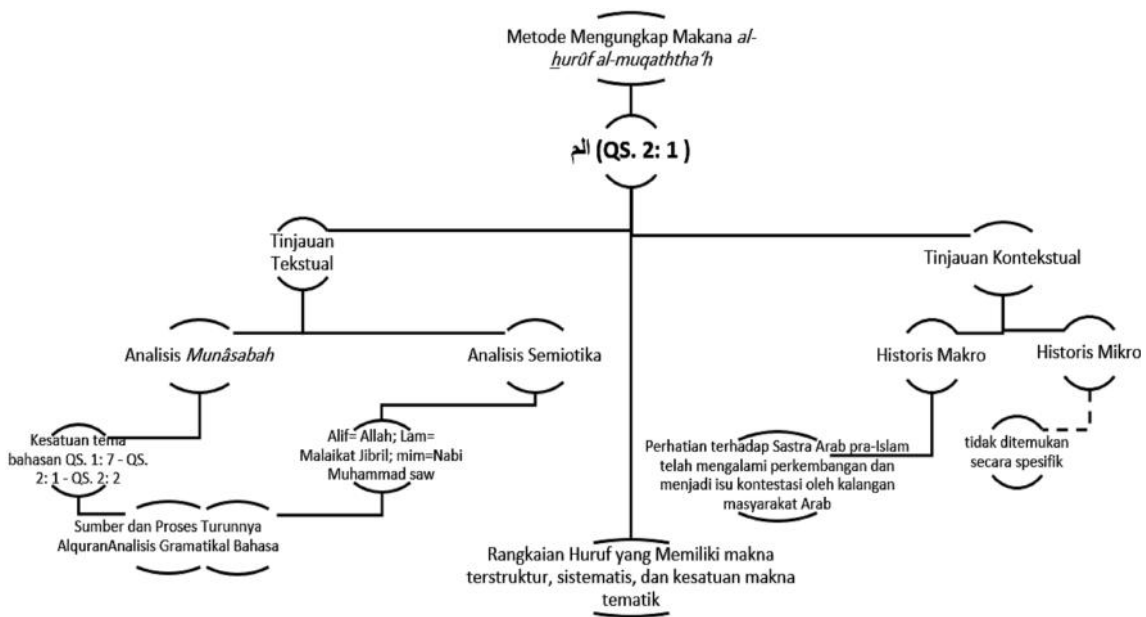 Metode Mengungkap Makana al-
ḫurûf al-muqaththa‘h
الم (QS. 2: 1 )
Tinjauan
Tekstual
Tinjauan Kontekstual
Analisis Munâsabah
Analisis Semiotika
Historis Makro
Historis Mikro
Kesatuan tema
bahasan QS. 1: 7 - QS.
2: 1 - QS. 2: 2
Alif= Allah; Lam=
Malaikat Jibril; mim=Nabi
Muhammad saw
Perhatian terhadap Sastra Arab pra-Islam
telah mengalami perkembangan dan
menjadi isu kontestasi oleh kalangan
masyarakat Arab
tidak ditemukan
secara spesifik
Sumber dan Proses Turunnya
AlquranAnalisis Gramatikal Bahasa
Rangkaian Huruf yang Memiliki makna
terstruktur, sistematis, dan kesatuan makna
tematik